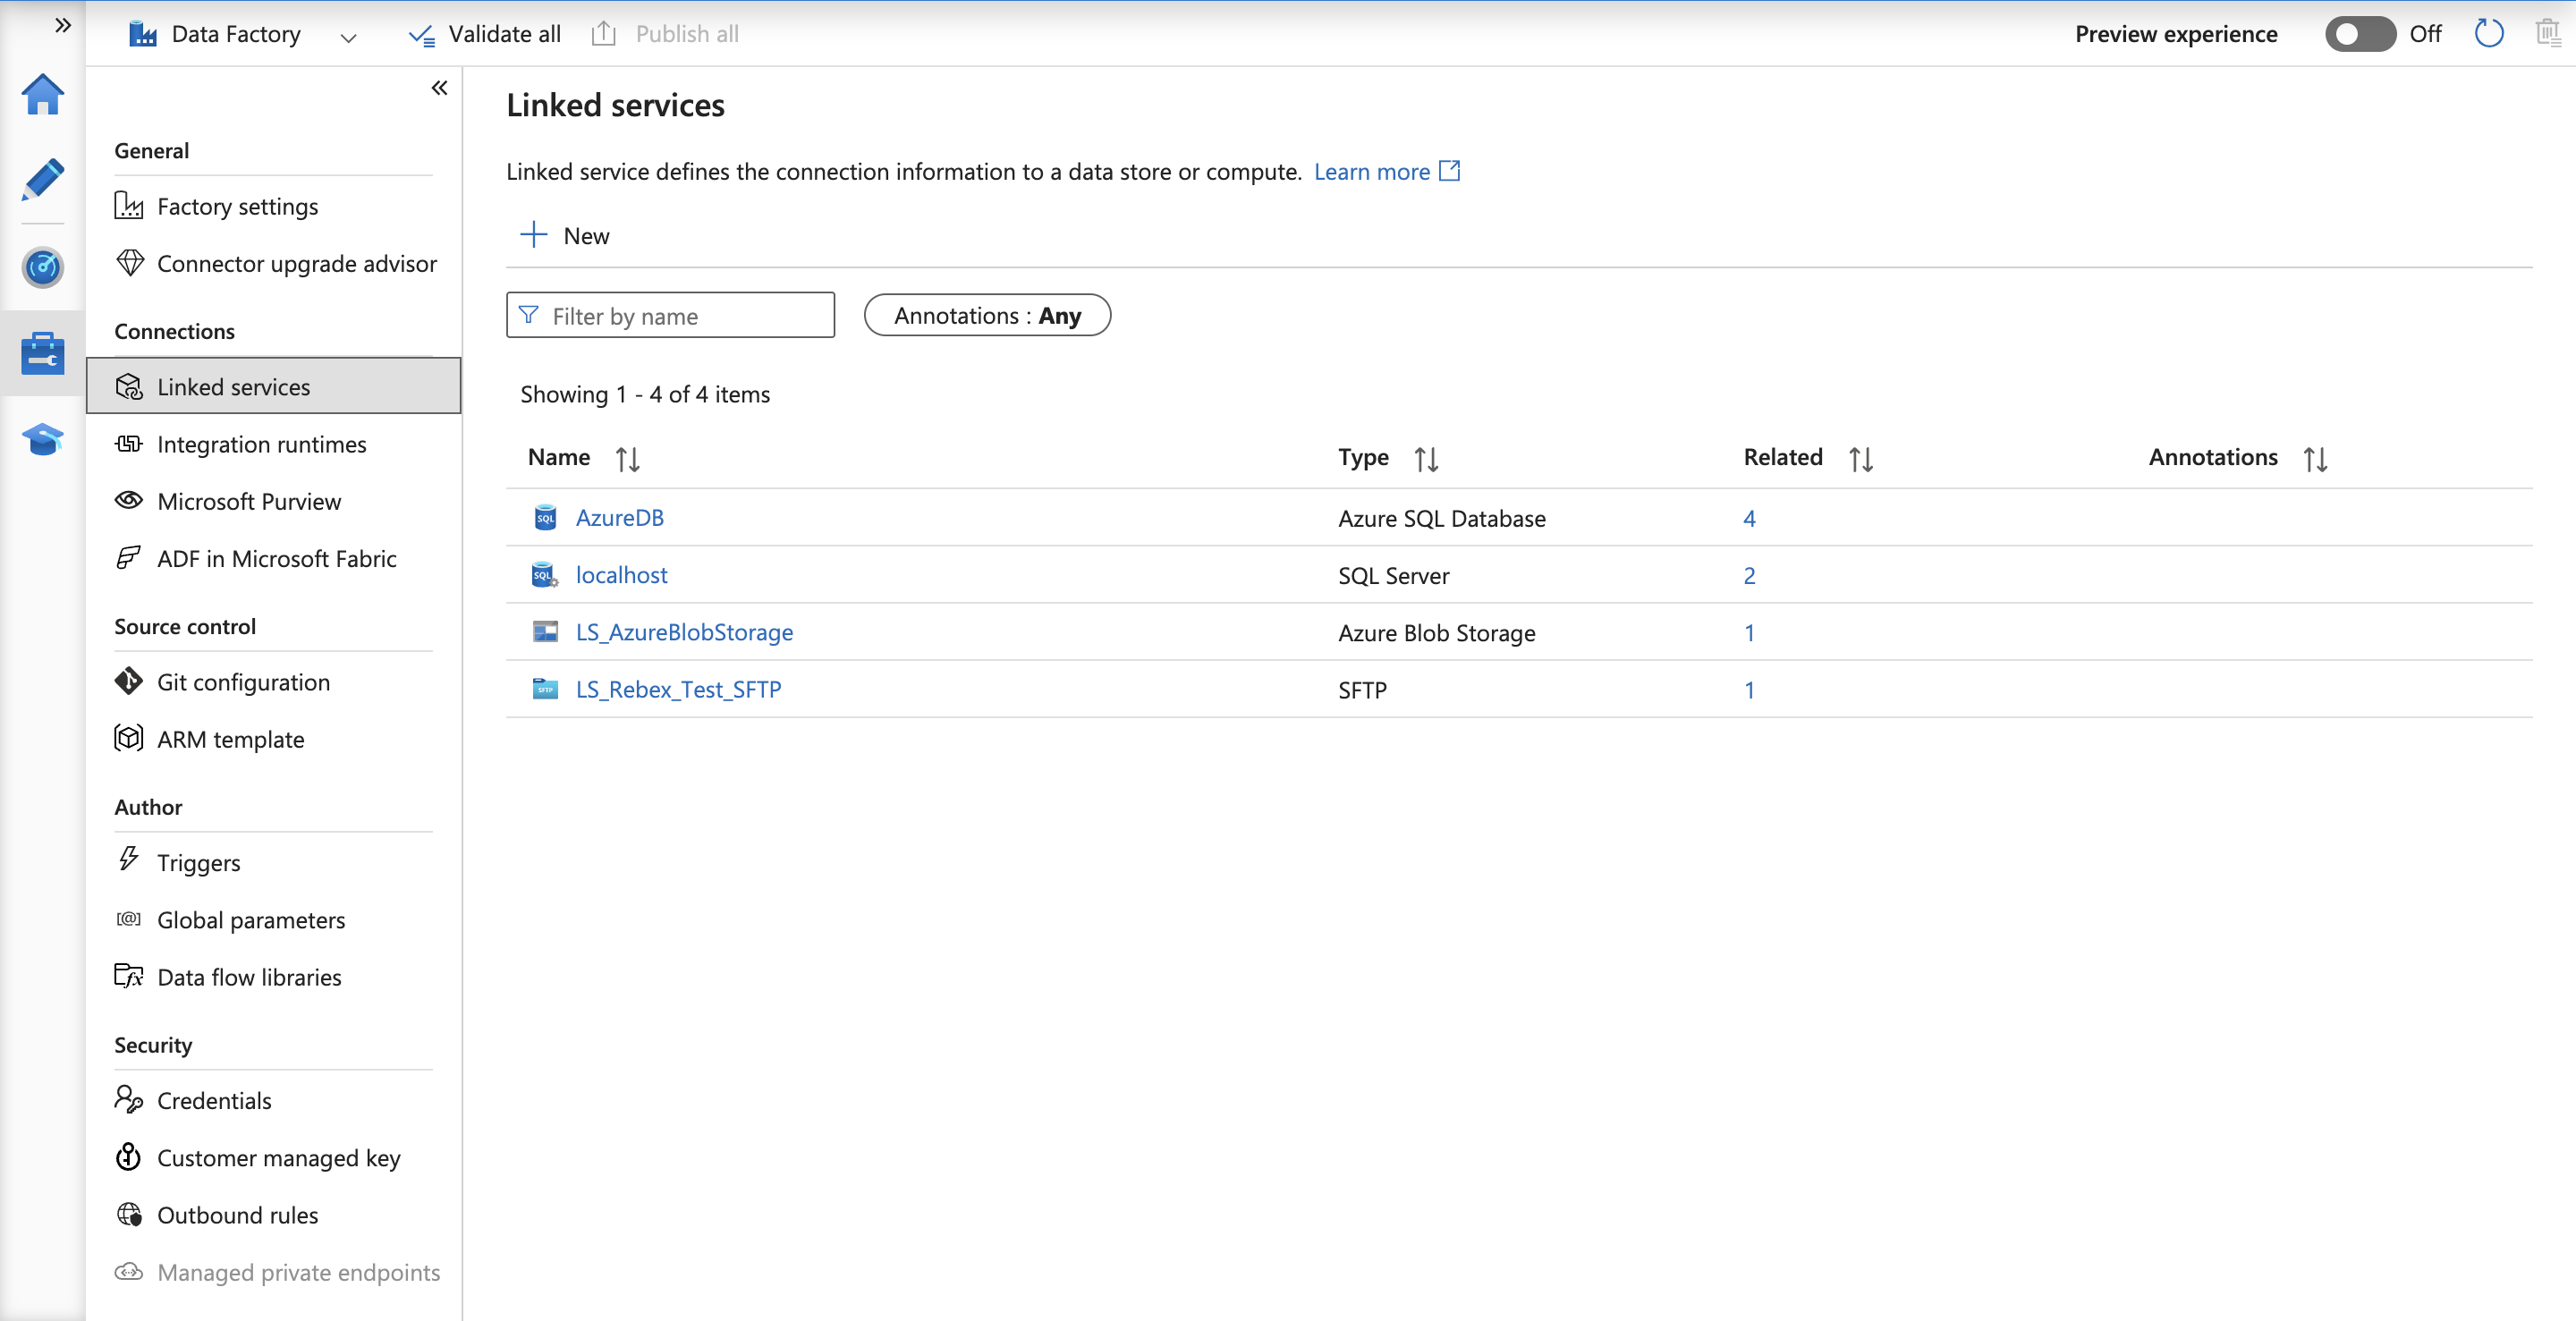 Data Factory
Validate all
Publish all
Preview experience
Off
General
Factory settings
Connector upgrade advisor
Connections
Linked services
Integration runtimes
Microsoft Purview
ADF in Microsoft Fabric
Source control
Git configuration
ARM template
Author
Triggers
Global parameters
Data flow libraries
Security
Credentials
Customer managed key
Outbound rules
Managed private endpoints
Linked services
Linked service defines the connection information to a data store or compute. Learn more
New
Filter by name
Annotations : Any
Showing 1 - 4 of 4 items
Name Type Related Annotations
SQL AzureDB Azure SQL Database 4
SQL localhost SQL Server 2
LS_AzureBlobStorage Azure Blob Storage 1
SFTP LS_Rebex_Test_SFTP SFTP 1